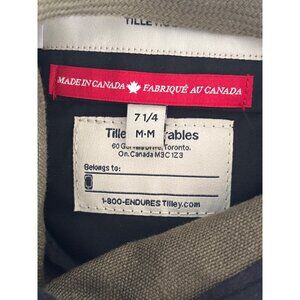 TILLEY
MADE IN CANADA FABRIQUÉ AU CANADA
7 1/4
M-M
Drive, Toronto.
On. Canada M3C 1Z3
Belongs to:
1-800-ENDURES Tilley.com